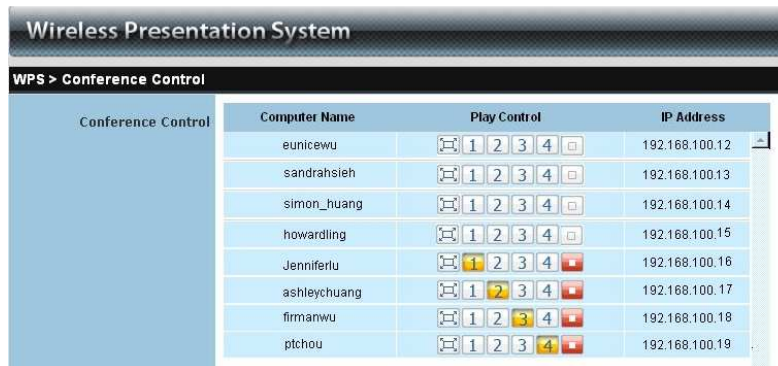 Wireless Presentation System
WPS > Conference Control
Conference Control
Computer Name Play Control IP Address
eunicewu 1 2 3 4 192.168.100.12
sandrahsieh 1 2 3 4 192.168.100.13
simon_huang 1 2 3 4 192.168.100.14
howardling 1 2 3 4 192.168.100.15
Jenniferlu 1 2 3 4 192.168.100.16
ashleychuang 1 2 3 4 192.168.100.17
firmanwu 1 2 3 4 192.168.100.18
ptchou 1 2 3 4 192.168.100.19